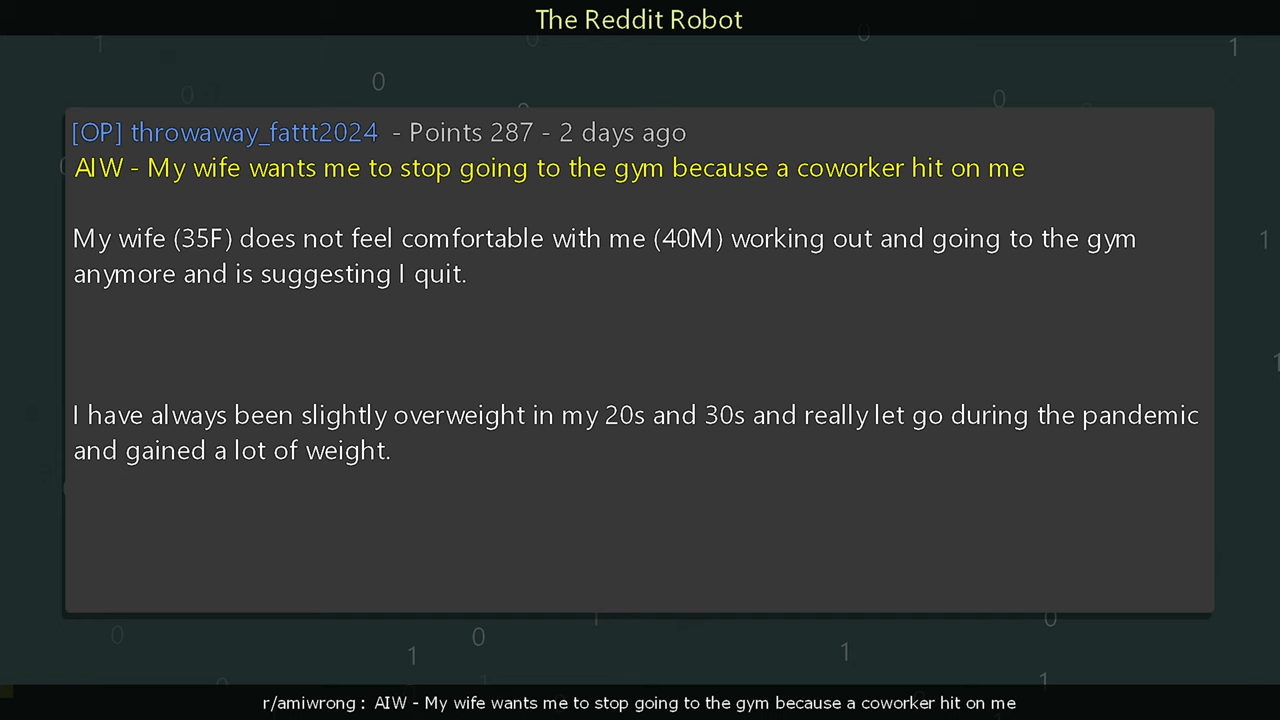 The Reddit Robot
[OP] throwaway_fattt2024 - Points 287 - 2 days ago
AIW - My wife wants me to stop going to the gym because a coworker hit on me
My wife (35F) does not feel comfortable with me (40M) working out and going to the gym
anymore and is suggesting I quit.
I have always been slightly overweight in my 20s and 30s and really let go during the pandemic
and gained a lot of weight.
r/amiwrong : AIW - My wife wants me to stop going to the gym because a coworker hit on me